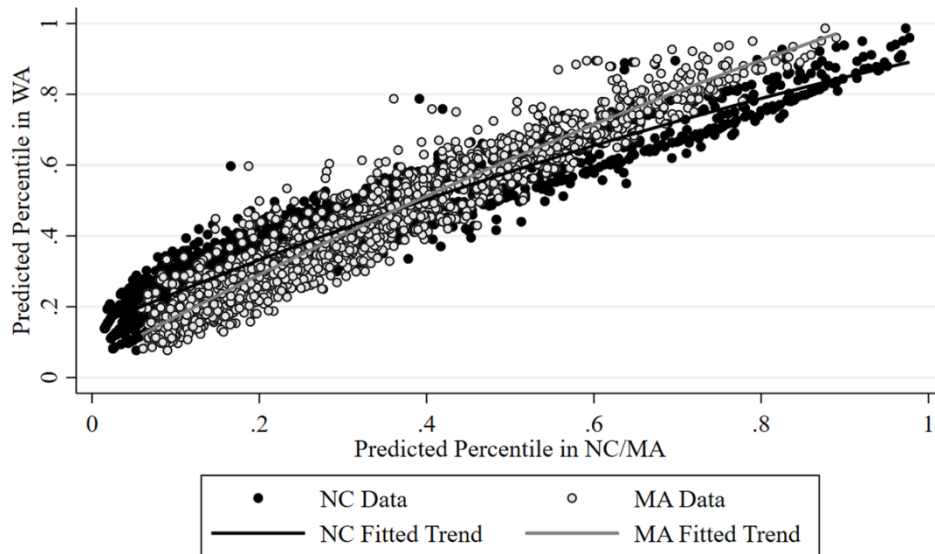 Predicted Percentile in WA
1
.8
.6
.4
.2
0
0 .2 .4 .6 .8 1
Predicted Percentile in NC/MA
NC Data MA Data
NC Fitted Trend MA Fitted Trend